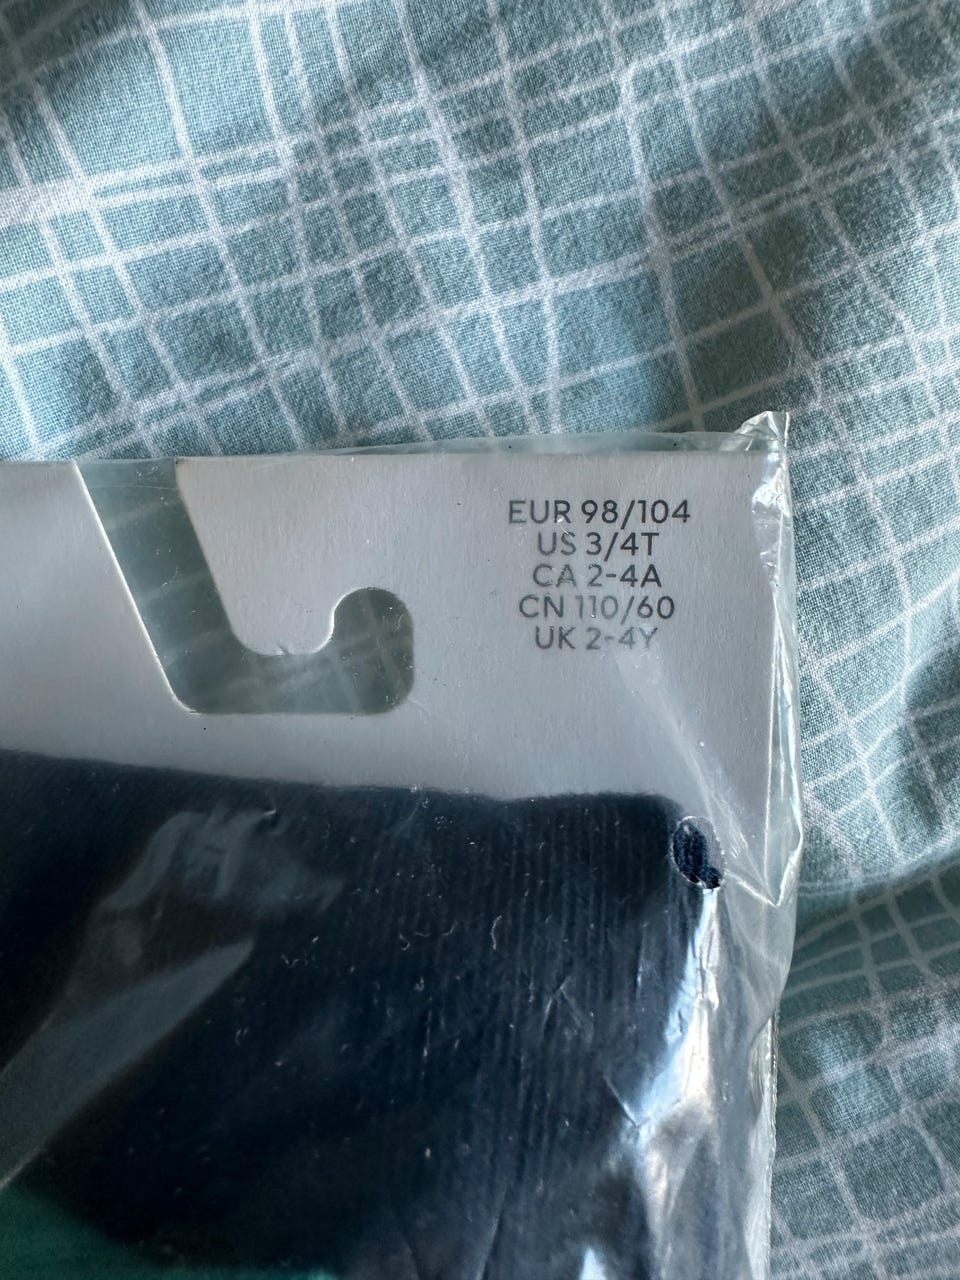 EUR 98/104
US 3/4T
CA 2-4A
CN 110/60
UK 2-4Y